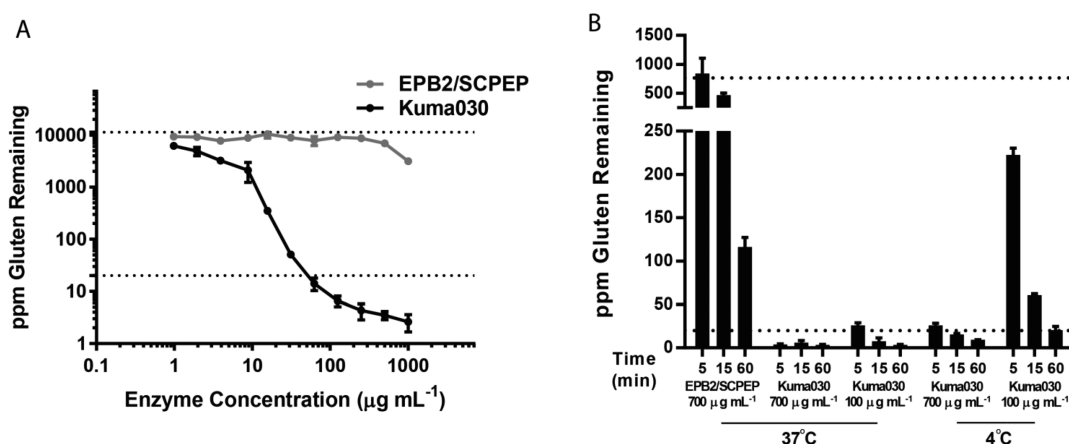 A
EPB2/SCPEP
Kuma030
ppm Gluten Remaining
10000
1000
100
10
1
0.1
1
10
100
1000
Enzyme Concentration (μg mL⁻¹)
B
ppm Gluten Remaining
1500
1000
500
250
200
150
100
50
0
Time
(min)
5 15 60 5 15 60 5 15 60 5 15 60 5 15 60
EPB2/SCPEP Kuma030 Kuma030 Kuma030 Kuma030
700 μg mL⁻¹ 700 μg mL⁻¹ 100 μg mL⁻¹ 700 μg mL⁻¹ 100 μg mL⁻¹
37°C 4°C